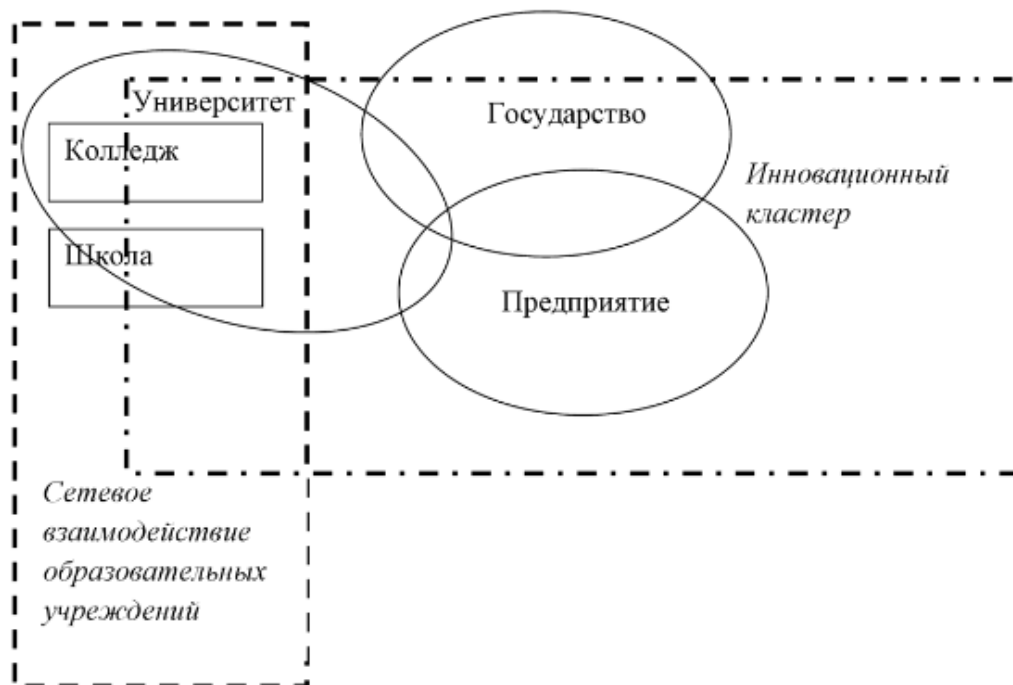 Университет
Колледж
Школа
Государство
Предприятие
Инновационный
кластер
Сетевое
взаимодействие
образовательных
учреждений